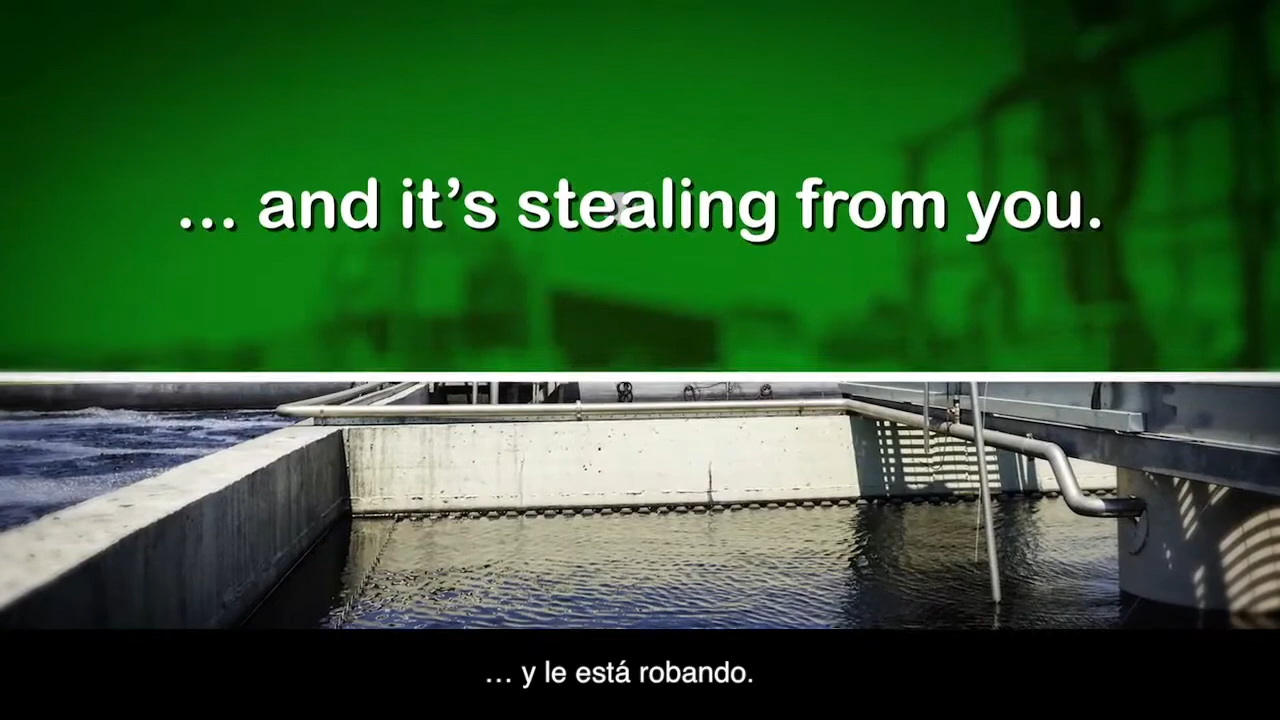 ... and it’s stealing from you.
… y le está robando.